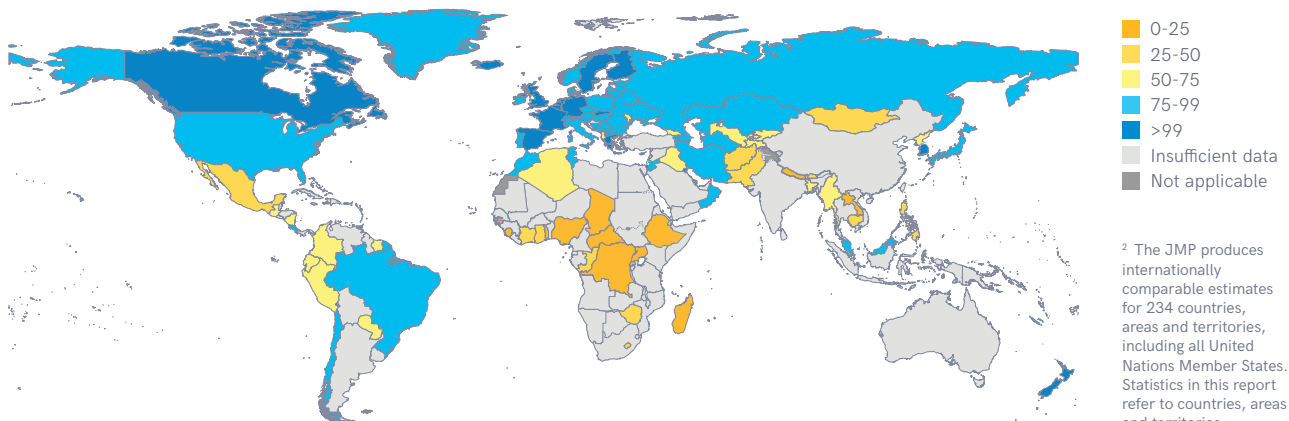 0-25
25-50
50-75
75-99
>99
Insufficient data
Not applicable
2 The JMP produces
internationally
comparable estimates
for 234 countries,
areas and territories,
including all United
Nations Member States.
Statistics in this report
refer to countries, areas